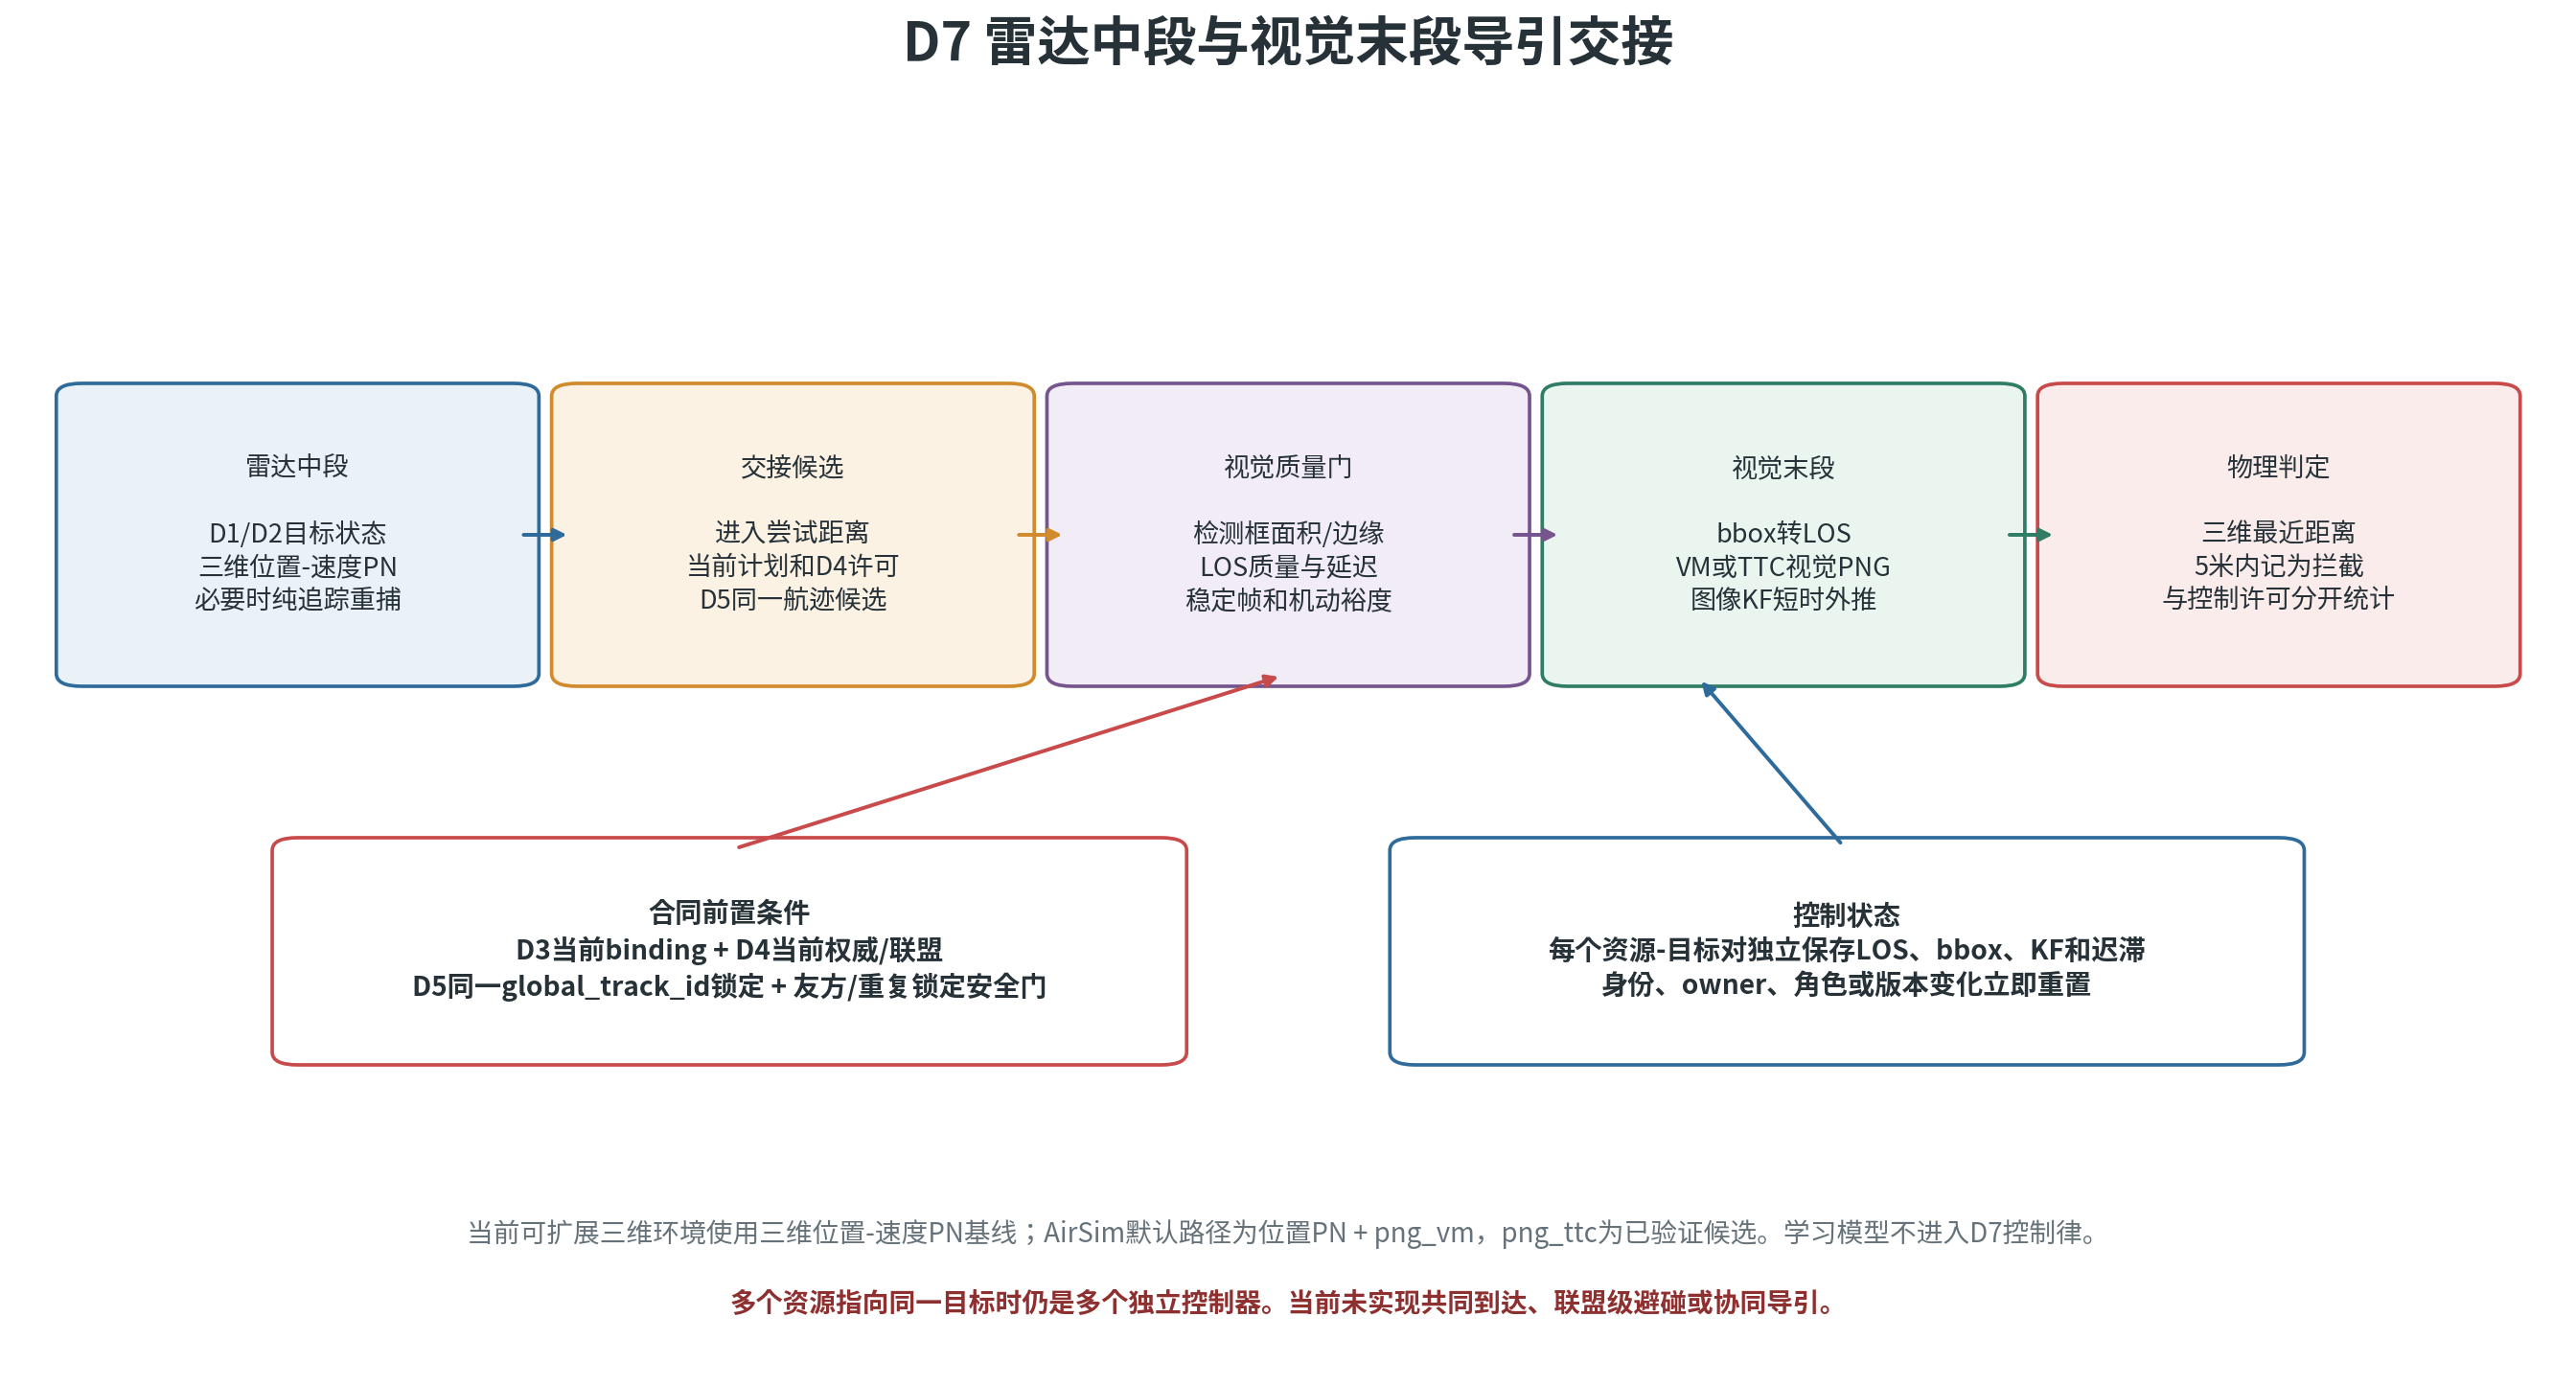 D7 雷达中段与视觉末段导引交接
雷达中段
D1/D2目标状态
三维位置-速度PN
必要时纯追踪重捕
交接候选
进入尝试距离
当前计划和D4许可
D5同一航迹候选
视觉质量门
检测框面积/边缘
LOS质量与延迟
稳定帧和机动裕度
视觉末段
bbox转LOS
VM或TTC视觉PNG
图像KF短时外推
物理判定
三维最近距离
5米内记为拦截
与控制许可分开统计
合同前置条件
D3当前binding + D4当前权威/联盟
D5同一global_track_id锁定 + 友方/重复锁定安全门
控制状态
每个资源-目标对独立保存LOS、bbox、KF和迟滞
身份、owner、角色或版本变化立即重置
当前可扩展三维环境使用三维位置-速度PN基线；AirSim默认路径为位置PN + png_vm，png_ttc为已验证候选。学习模型不进入D7控制律。
多个资源指向同一目标时仍是多个独立控制器。当前未实现共同到达、联盟级避碰或协同导引。